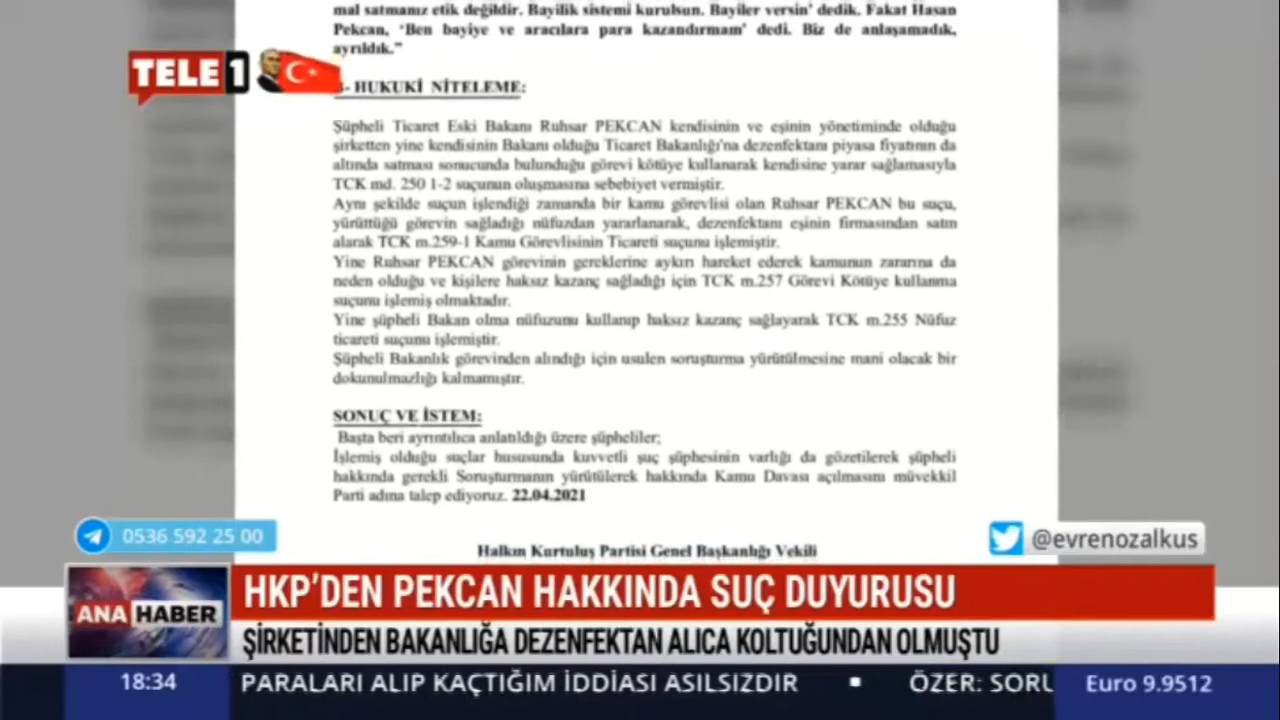 mal satmanız etik değildir. Bayilik sistemi kurulsun. Bayiler versin' dedik. Fakat Hasan
Pekcan, 'Ben bayiye ve aracılara para kazandırmam' dedi. Biz de anlaşamadık,
ayrıldık."
TELE 1
- HUKUKİ NİTELEME:
Şüpheli Ticaret Eski Bakanı Ruhsar PEKCAN kendisinin ve eşinin yönetiminde olduğu
şirketten yine kendisinin Bakanı olduğu Ticaret Bakanlığı'na dezenfektanı piyasa fiyatının da
altında satması sonucunda bulunduğu görevi kötüye kullanarak kendisine yarar sağlamasıyla
TCK md. 250 1-2 suçunun oluşmasına sebebiyet vermiştir.
Aynı şekilde suçun işlendiği zamanda bir kamu görevlisi olan Ruhsar PEKCAN bu suçu,
yürüttüğü görevin sağladığı nüfuzdan yararlanarak, dezenfektanı eşinin firmasından satın
alarak TCK m.259-1 Kamu Görevlisinin Ticareti suçunu işlemiştir.
Yine Ruhsar PEKCAN görevinin gereklerine aykırı hareket ederek kamunun zararına da
neden olduğu ve kişilere haksız kazanç sağladığı için TCK m.257 Görevi Kötüye kullanma
suçunu işlemiş olmaktadır.
Yine şüpheli Bakan olma nüfuzunu kullanıp haksız kazanç sağlayarak TCK m.255 Nüfuz
ticareti suçunu işlemiştir.
Şüpheli Bakanlık görevinden alındığı için usulen soruşturma yürütülmesine mani olacak bir
dokunulmazlığı kalmamıştır.
SONUÇ VE İSTEM:
Başta beri ayrıntılıca anlatıldığı üzere şüpheliler;
İşlemiş olduğu suçlar hususunda kuvvetli suç şüphesinin varlığı da gözetilerek şüpheli
hakkında gerekli Soruşturmanın yürütülerek hakkında Kamu Davası açılmasını müvekkil
Parti adına talep ediyoruz. 22.04.2021
Halkın Kurtuluş Partisi Genel Başkanlığı Vekili
0536 592 25 00
@evrenozalkus
ANA HABER
HKP'DEN PEKCAN HAKKINDA SUÇ DUYURUSU
ŞİRKETİNDEN BAKANLIĞA DEZENFEKTAN ALICA KOLTUĞUNDAN OLMUŞTU
18:34 PARALARI ALIP KAÇTIĞIM İDDİASI ASILSIZDIR ▪ ÖZER: SORU Euro 9.9512